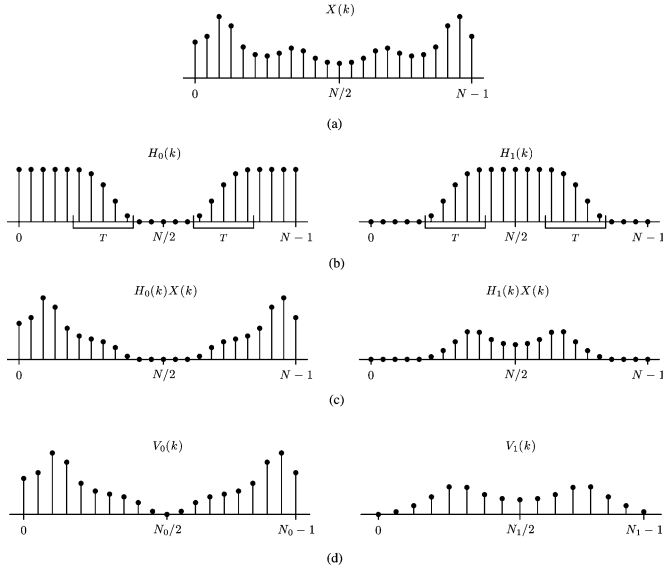 X(k)
0 N/2 N − 1
(a)
H₀(k) H₁(k)
T T T T
0 N/2 N − 1 0 N/2 N − 1
(b)
H₀(k)X(k) H₁(k)X(k)
0 N/2 N − 1 0 N/2 N − 1
(c)
V₀(k) V₁(k)
0 N₀/2 N₀ − 1 0 N₁/2 N₁ − 1
(d)